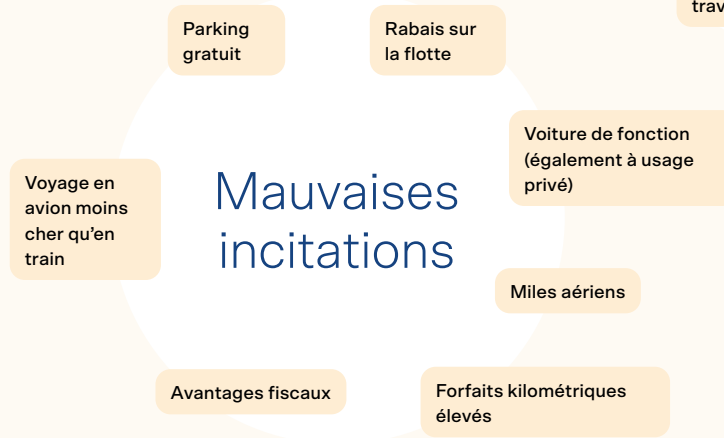 trav
Parking
gratuit
Rabais sur
la flotte
Voiture de fonction
(également à usage
privé)
Voyage en
avion moins
cher qu'en
train
Mauvaises
incitations
Miles aériens
Avantages fiscaux
Forfaits kilométriques
élevés